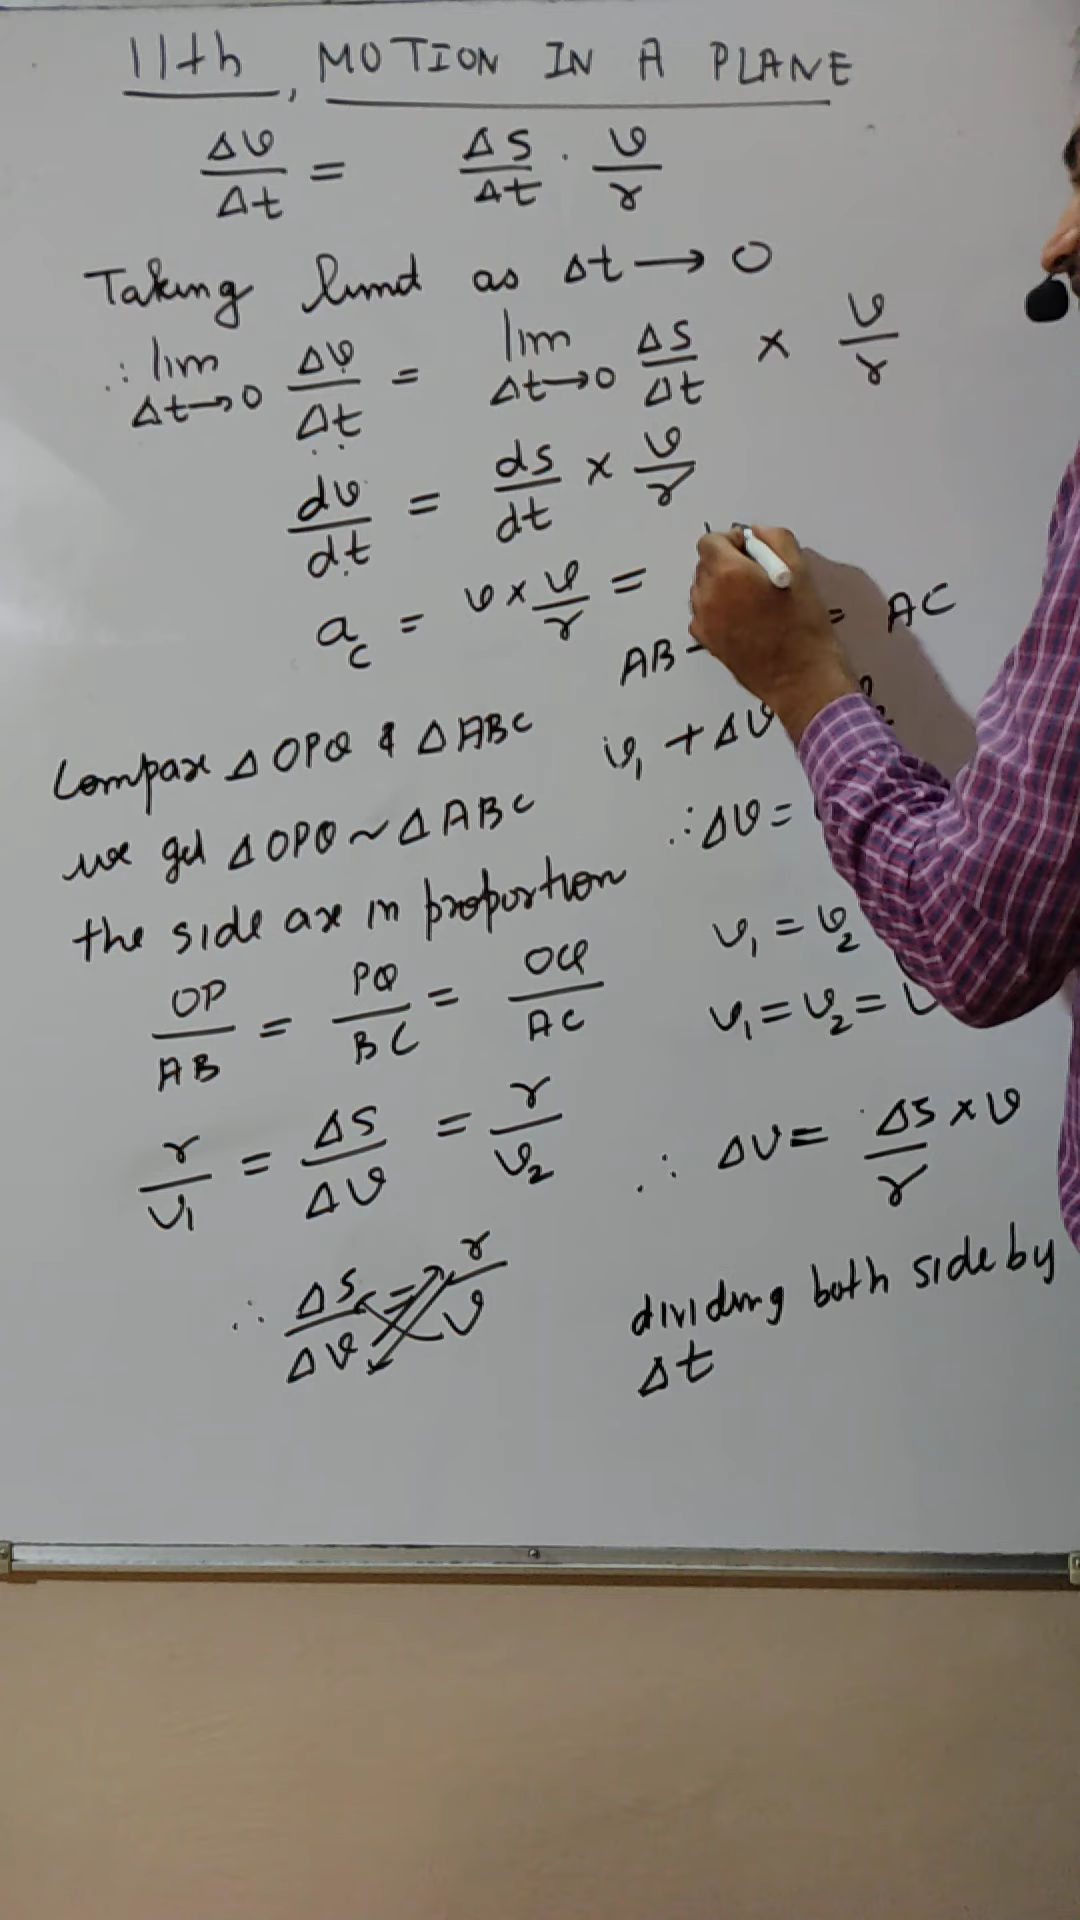 11th, MOTION IN A PLANE
Δv/Δt = Δs/Δt · v/r
Taking limit as Δt → 0
∴ lim Δt→0 Δv/Δt = lim Δt→0 Δs/Δt × v/r
dv/dt = ds/dt × v/r
a_c = v × v/r =
AB = AC
Compare Δ OPQ & Δ ABC
v₁ + Δv
we get Δ OPQ ~ Δ ABC
∴ Δv =
the side are in proportion
v₁ = v₂
OP/AB = PQ/BC = OQ/AC
v₁ = v₂ = v
r/v₁ = Δs/Δv = r/v₂
∴ Δv = Δs × v/r
∴ Δs/Δv = r/v
dividing both side by
Δt